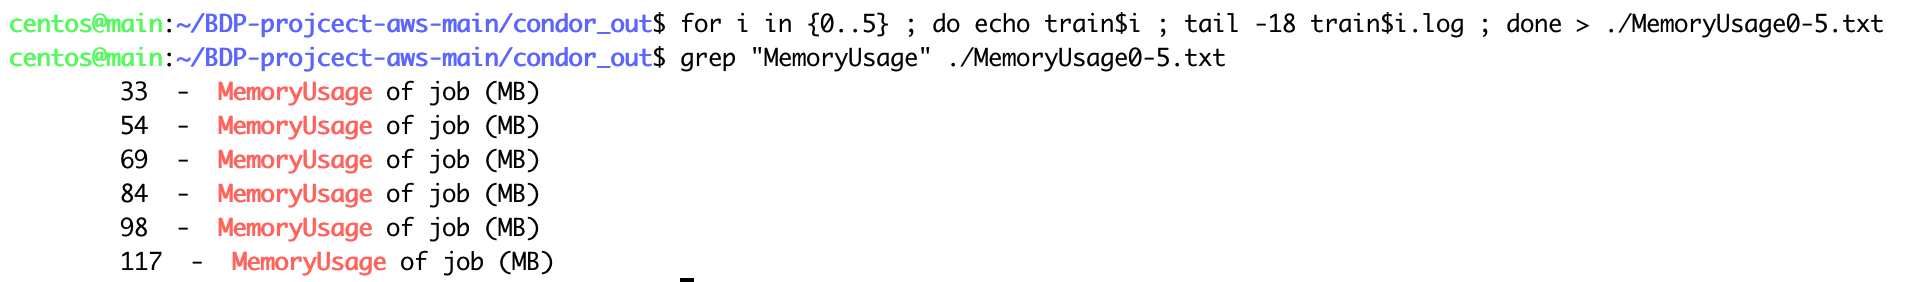 centos@main:~/BDP-projcect-aws-main/condor_out$ for i in {0..5} ; do echo train$i ; tail -18 train$i.log ; done > ./MemoryUsage0-5.txt
centos@main:~/BDP-projcect-aws-main/condor_out$ grep "MemoryUsage" ./MemoryUsage0-5.txt
33 - MemoryUsage of job (MB)
54 - MemoryUsage of job (MB)
69 - MemoryUsage of job (MB)
84 - MemoryUsage of job (MB)
98 - MemoryUsage of job (MB)
117 - MemoryUsage of job (MB)